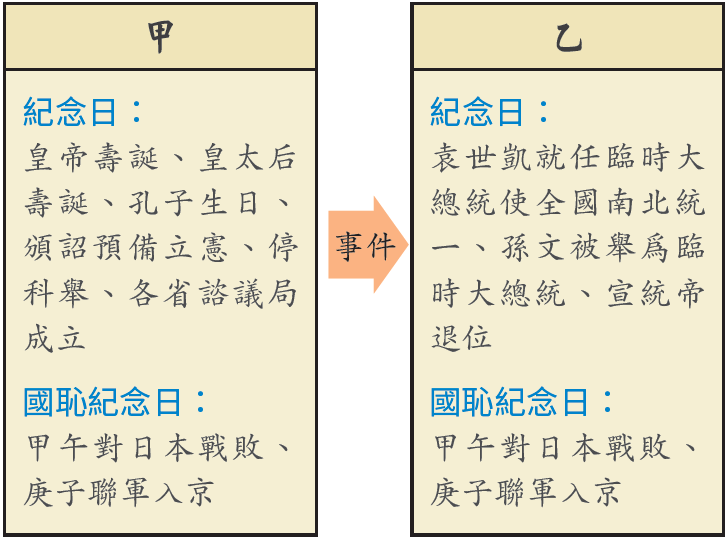 甲
紀念日：
皇帝壽誕、皇太后
壽誕、孔子生日、
頒詔預備立憲、停
科舉、各省諮議局
成立
國恥紀念日：
甲午對日本戰敗、
庚子聯軍入京
事件
乙
紀念日：
袁世凱就任臨時大
總統使全國南北統
一、孫文被舉為臨
時大總統、宣統帝
退位
國恥紀念日：
甲午對日本戰敗、
庚子聯軍入京